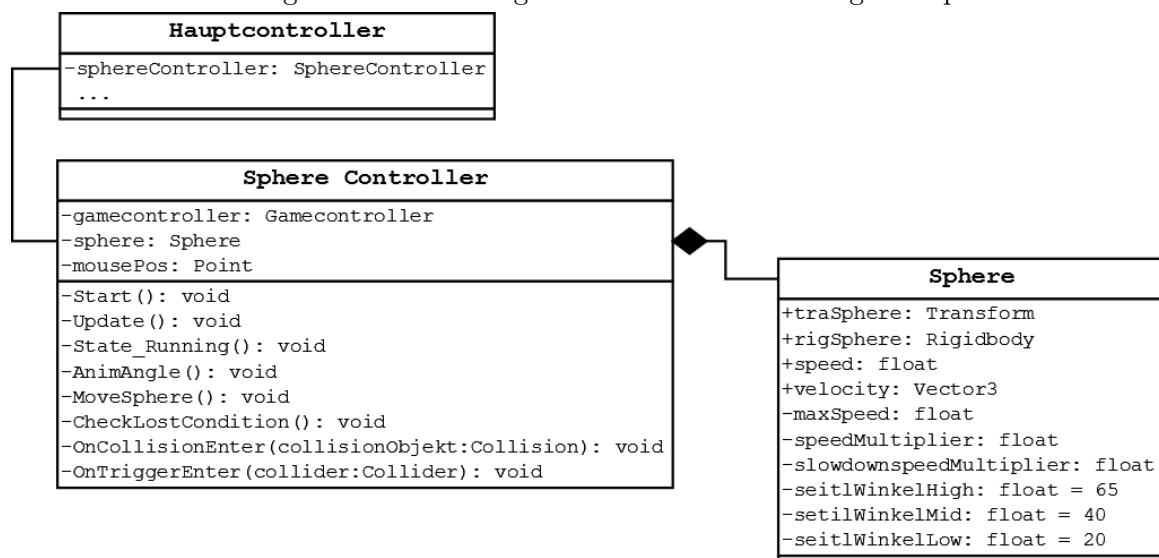 Hauptcontroller
-sphereController: SphereController
...
Sphere Controller
-gamecontroller: Gamecontroller
-sphere: Sphere
-mousePos: Point
-Start(): void
-Update(): void
-State_Running(): void
-AnimAngle(): void
-MoveSphere(): void
-CheckLostCondition(): void
-OnCollisionEnter(collisionObjekt:Collision): void
-OnTriggerEnter(collider:Collider): void
Sphere
+traSphere: Transform
+rigSphere: Rigidbody
+speed: float
+velocity: Vector3
-maxSpeed: float
-speedMultiplier: float
-slowdownspeedMultiplier: float
-seitlWinkelHigh: float = 65
-setilWinkelMid: float = 40
-seitlWinkelLow: float = 20